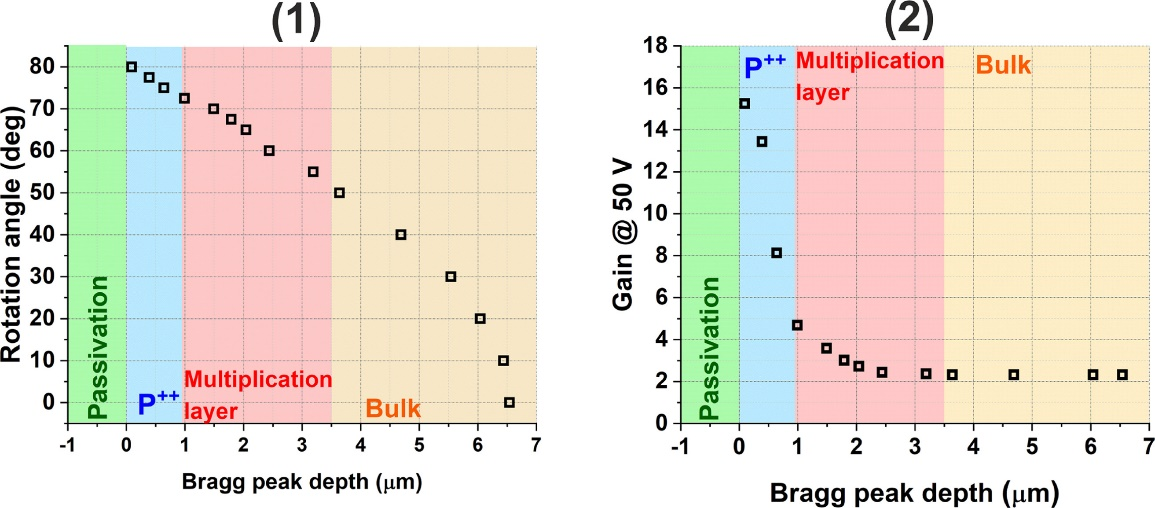 (1)
Rotation angle (deg)
80
70
60
50
40
30
20
10
0
Passivation
P++
Multiplication
layer
Bulk
-1 0 1 2 3 4 5 6 7
Bragg peak depth (μm)
(2)
Gain @ 50 V
18
16
14
12
10
8
6
4
2
0
P++
Multiplication
layer
Bulk
Passivation
-1 0 1 2 3 4 5 6 7
Bragg peak depth (μm)